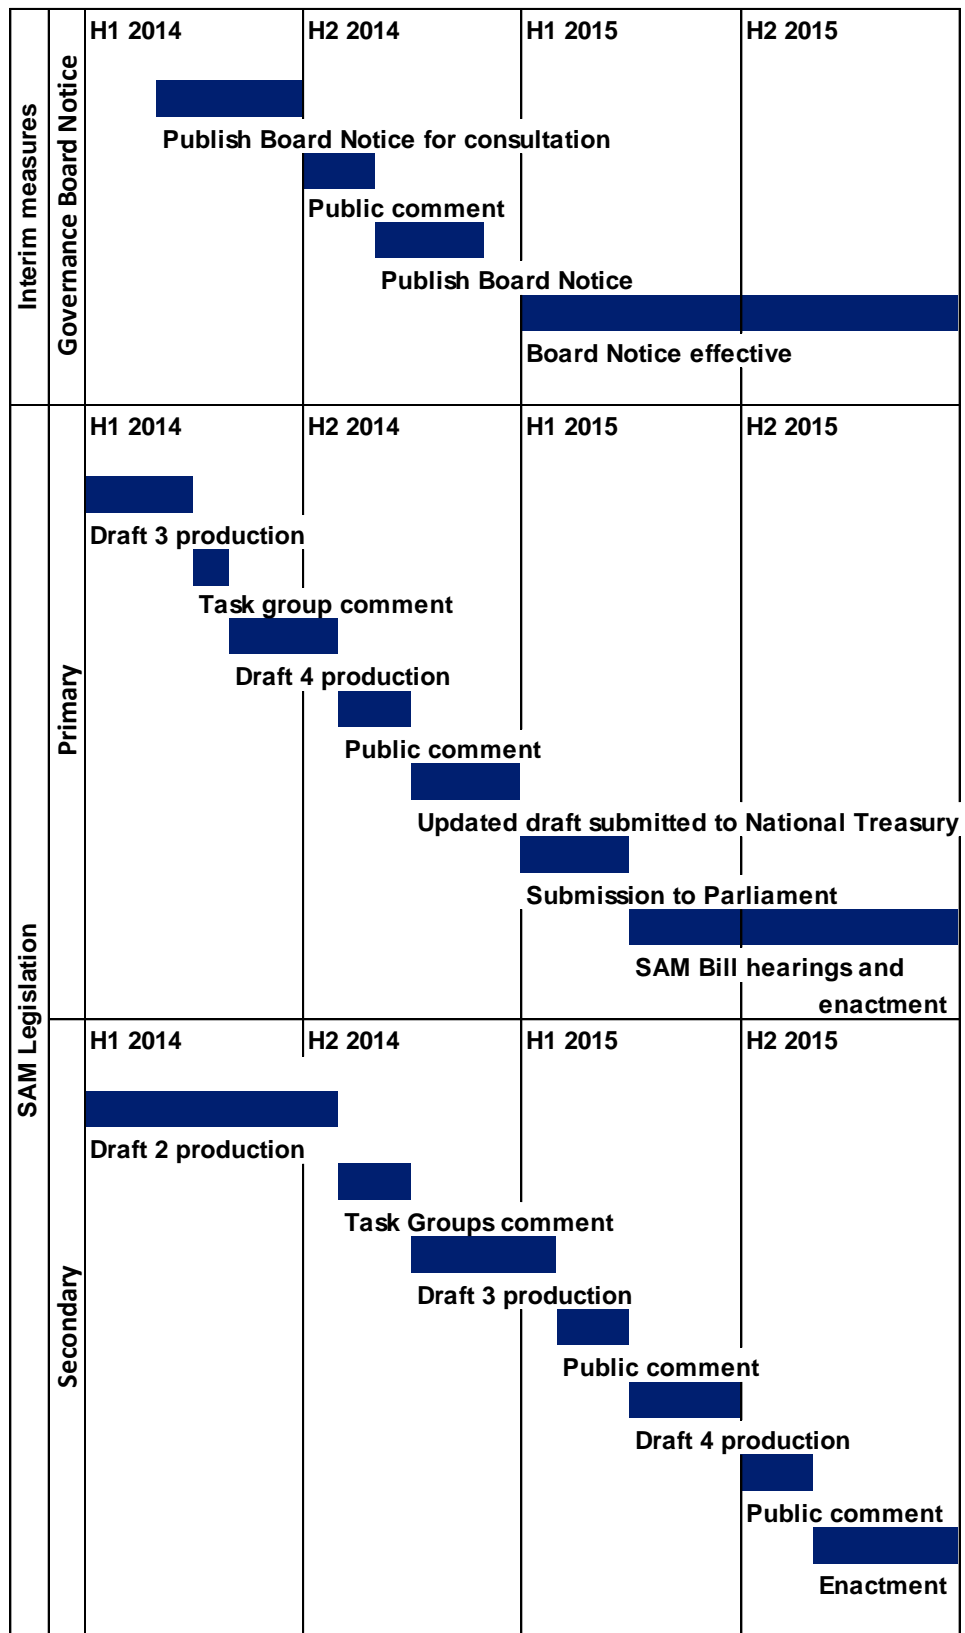 Interim measures
Governance Board Notice
H1 2014 H2 2014 H1 2015 H2 2015
Publish Board Notice for consultation
Public comment
Publish Board Notice
Board Notice effective
SAM Legislation
Primary
H1 2014 H2 2014 H1 2015 H2 2015
Draft 3 production
Task group comment
Draft 4 production
Public comment
Updated draft submitted to National Treasury
Submission to Parliament
SAM Bill hearings and
enactment
Secondary
H1 2014 H2 2014 H1 2015 H2 2015
Draft 2 production
Task Groups comment
Draft 3 production
Public comment
Draft 4 production
Public comment
Enactment